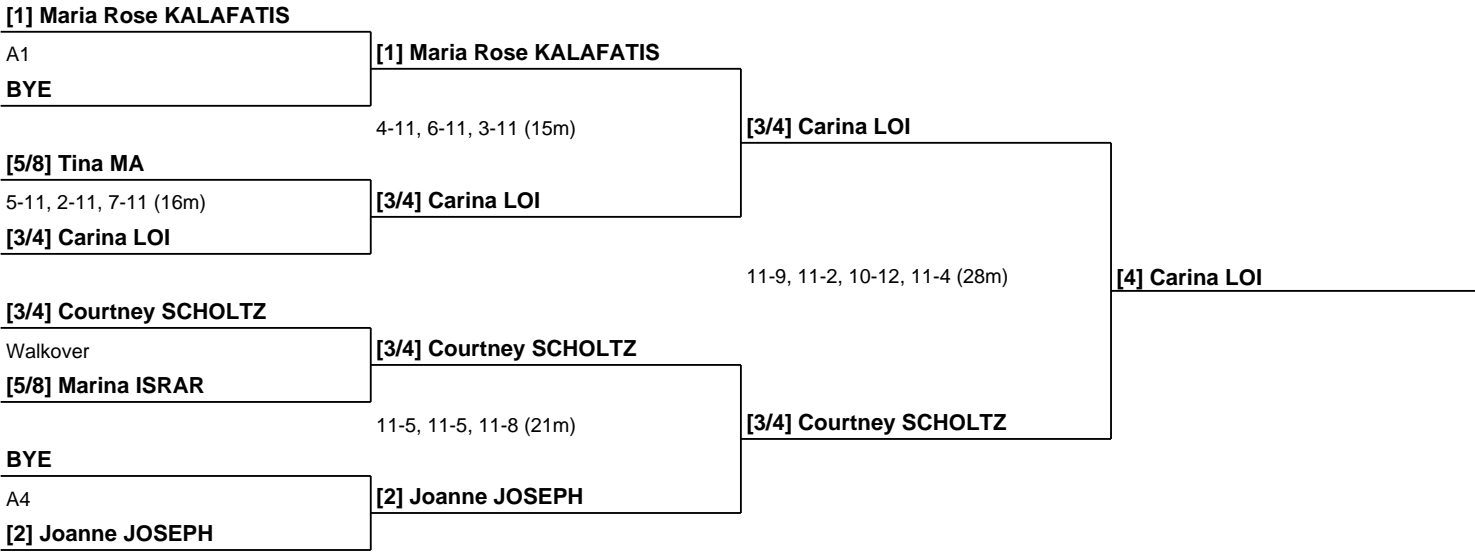 [1] Maria Rose KALAFATIS
A1
BYE
[1] Maria Rose KALAFATIS
4-11, 6-11, 3-11 (15m)
[3/4] Carina LOI
[5/8] Tina MA
5-11, 2-11, 7-11 (16m)
[3/4] Carina LOI
[3/4] Carina LOI
11-9, 11-2, 10-12, 11-4 (28m)
[4] Carina LOI
[3/4] Courtney SCHOLTZ
Walkover
[5/8] Marina ISRAR
[3/4] Courtney SCHOLTZ
11-5, 11-5, 11-8 (21m)
[3/4] Courtney SCHOLTZ
BYE
A4
[2] Joanne JOSEPH
[2] Joanne JOSEPH